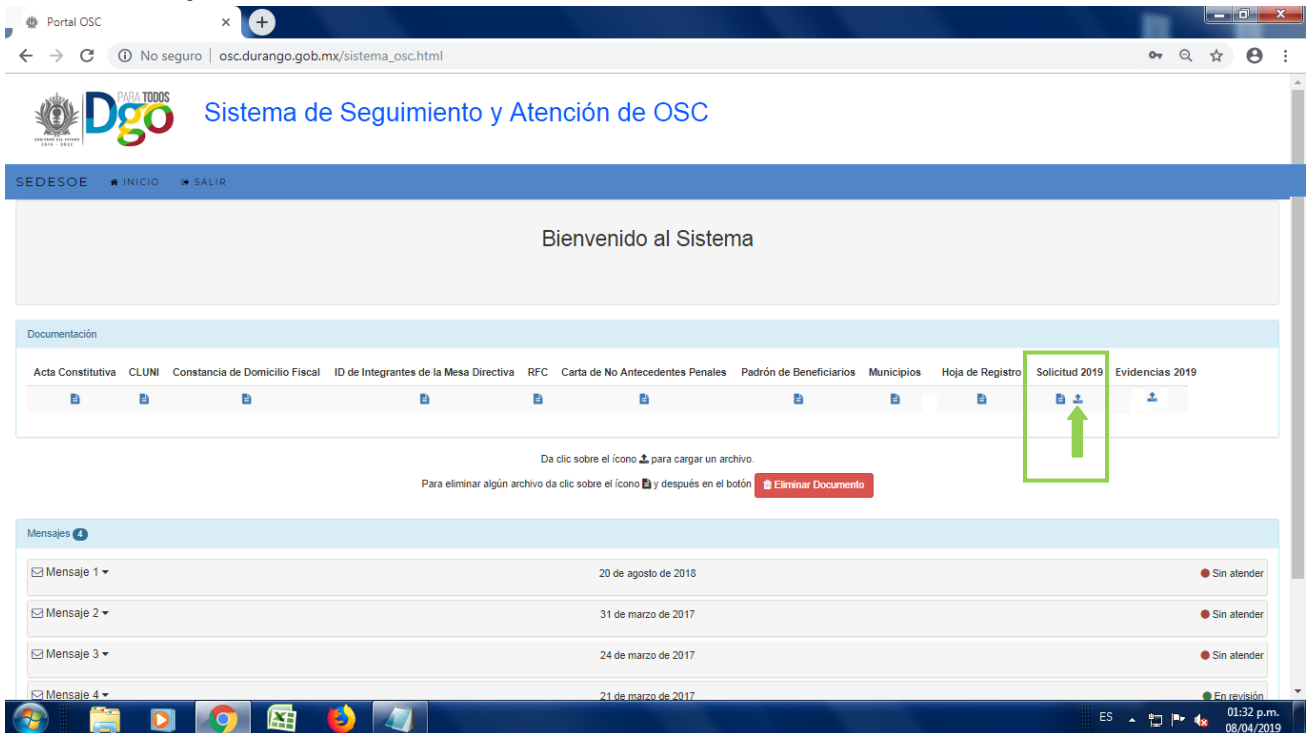 Portal OSC
No seguro | osc.durango.gob.mx/sistema_osc.html
PARA TODOS
Dgo
Sistema de Seguimiento y Atención de OSC
SEDESOE INICIO SALIR
Bienvenido al Sistema
Documentación
Acta Constitutiva CLUNI Constancia de Domicilio Fiscal ID de Integrantes de la Mesa Directiva RFC Carta de No Antecedentes Penales Padrón de Beneficiarios Municipios Hoja de Registro Solicitud 2019 Evidencias 2019
Da clic sobre el ícono para cargar un archivo.
Para eliminar algún archivo da clic sobre el ícono y después en el botón Eliminar Documento
Mensajes 4
Mensaje 1 20 de agosto de 2018 Sin atender
Mensaje 2 31 de marzo de 2017 Sin atender
Mensaje 3 24 de marzo de 2017 Sin atender
Mensaje 4 21 de marzo de 2017 En revisión
ES 01:32 p.m.
08/04/2019